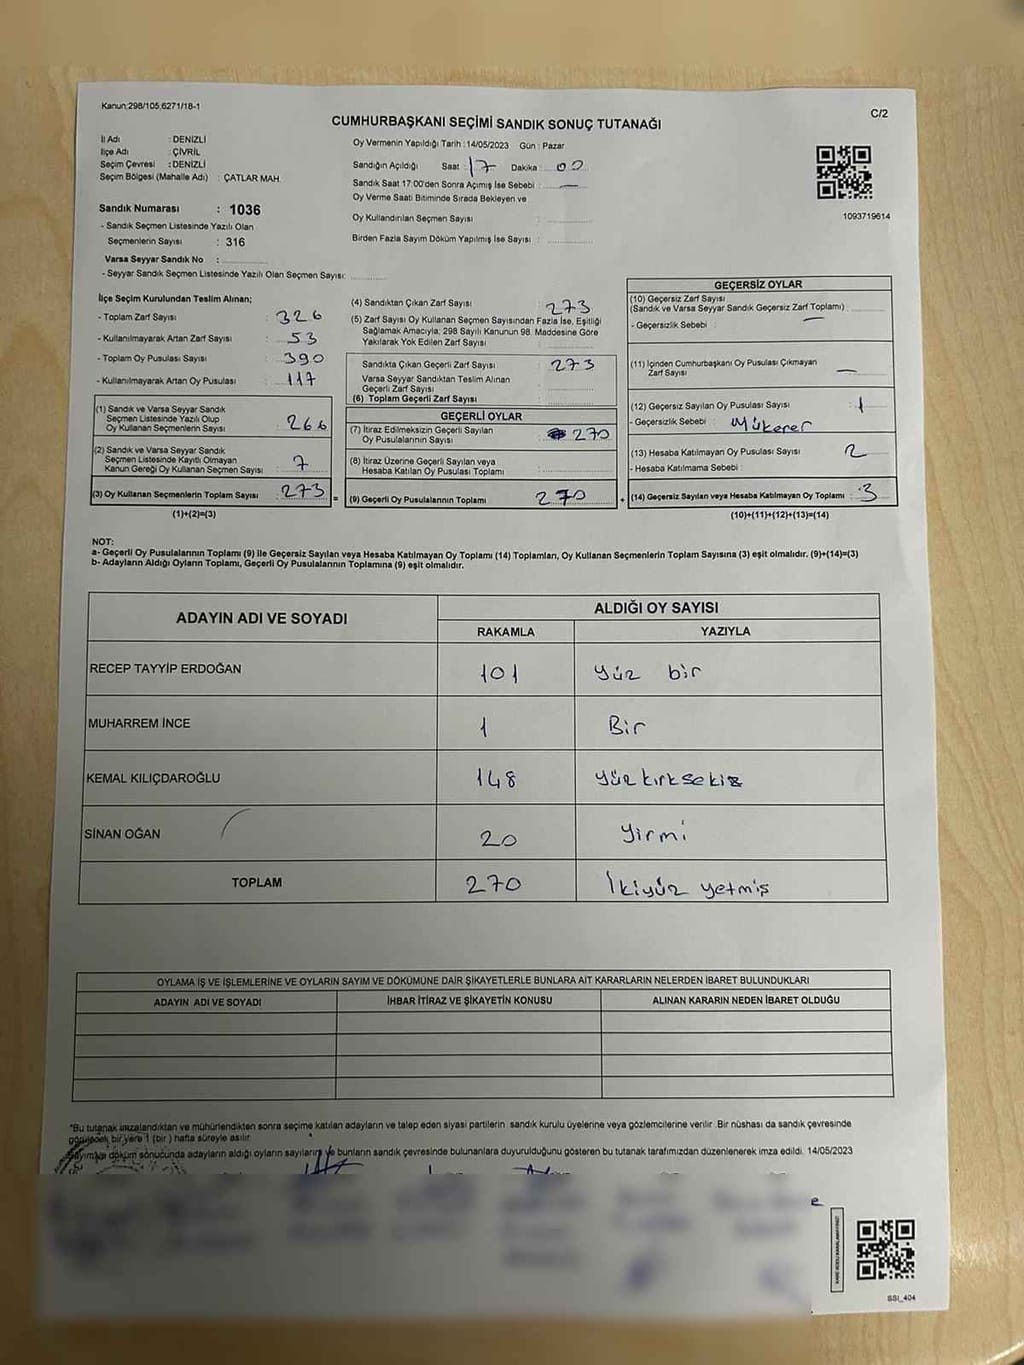 Kanun;298/105,6271/18-1
C/2
CUMHURBAŞKANI SEÇİMİ SANDIK SONUÇ TUTANAĞI
İl Adı : DENİZLİ
İlçe Adı : ÇİVRİL
Seçim Çevresi : DENİZLİ
Seçim Bölgesi (Mahalle Adı) : ÇATLAR MAH.
Sandık Numarası : 1036
- Sandık Seçmen Listesinde Yazılı Olan
Seçmenlerin Sayısı : 316
Varsa Seyyar Sandık No :
- Seyyar Sandık Seçmen Listesinde Yazılı Olan Seçmen Sayısı:
Oy Vermenin Yapıldığı Tarih :14/05/2023 Gün : Pazar
Sandığın Açıldığı Saat : 17 Dakika : 00
Sandık Saat 17:00'den Sonra Açımış İse Sebebi : —
Oy Verme Saati Bitiminde Sırada Bekleyen ve
Oy Kullandırılan Seçmen Sayısı :
Birden Fazla Sayım Döküm Yapılmış İse Sayısı :
1093719614
İlçe Seçim Kurulundan Teslim Alınan;
- Toplam Zarf Sayısı : 326
- Kullanılmayarak Artan Zarf Sayısı : 53
- Toplam Oy Pusulası Sayısı : 390
- Kullanılmayarak Artan Oy Pusulası : 117
(1) Sandık ve Varsa Seyyar Sandık
Seçmen Listesinde Yazılı Olup
Oy Kullanan Seçmenlerin Sayısı : 266
(2) Sandık ve Varsa Seyyar Sandık
Seçmen Listesinde Kayıtlı Olmayan
Kanun Gereği Oy Kullanan Seçmen Sayısı : 7
(3) Oy Kullanan Seçmenlerin Toplam Sayısı : 273 =
(1)+(2)=(3)
(4) Sandıktan Çıkan Zarf Sayısı : 273
(5) Zarf Sayısı Oy Kullanan Seçmen Sayısından Fazla İse, Eşitliği
Sağlamak Amacıyla; 298 Sayılı Kanunun 98. Maddesine Göre
Yakılarak Yok Edilen Zarf Sayısı :
Sandıkta Çıkan Geçerli Zarf Sayısı : 273
Varsa Seyyar Sandıktan Teslim Alınan
Geçerli Zarf Sayısı :
(6) Toplam Geçerli Zarf Sayısı :
GEÇERLİ OYLAR
(7) İtiraz Edilmeksizin Geçerli Sayılan
Oy Pusulalarının Sayısı : 270
(8) İtiraz Üzerine Geçerli Sayılan veya
Hesaba Katılan Oy Pusulası Toplamı :
(9) Geçerli Oy Pusulalarının Toplamı : 270 +
GEÇERSİZ OYLAR
(10) Geçersiz Zarf Sayısı
(Sandık ve Varsa Seyyar Sandık Geçersiz Zarf Toplamı) :
- Geçersizlik Sebebi : —
(11) İçinden Cumhurbaşkanı Oy Pusulası Çıkmayan
Zarf Sayısı : —
(12) Geçersiz Sayılan Oy Pusulası Sayısı : 1
- Geçersizlik Sebebi : Mükerer
(13) Hesaba Katılmayan Oy Pusulası Sayısı 2
- Hesaba Katılmama Sebebi :
(14) Geçersiz Sayılan veya Hesaba Katılmayan Oy Toplamı : 3
(10)+(11)+(12)+(13)=(14)
NOT:
a- Geçerli Oy Pusulalarının Toplamı (9) ile Geçersiz Sayılan veya Hesaba Katılmayan Oy Toplamı (14) Toplamları, Oy Kullanan Seçmenlerin Toplam Sayısına (3) eşit olmalıdır. (9)+(14)=(3)
b- Adayların Aldığı Oyların Toplamı, Geçerli Oy Pusulalarının Toplamına (9) eşit olmalıdır.
ADAYIN ADI VE SOYADI
ALDIĞI OY SAYISI
RAKAMLA YAZIYLA
RECEP TAYYİP ERDOĞAN 101 Yüz bir
MUHARREM İNCE 1 Bir
KEMAL KILIÇDAROĞLU 148 Yüz kırk sekiz
SİNAN OĞAN 20 Yirmi
TOPLAM 270 İkiyüz yetmiş
OYLAMA İŞ VE İŞLEMLERİNE VE OYLARIN SAYIM VE DÖKÜMÜNE DAİR ŞİKAYETLERLE BUNLARA AİT KARARLARIN NELERDEN İBARET BULUNDUKLARI
ADAYIN ADI VE SOYADI İHBAR İTİRAZ VE ŞİKAYETİN KONUSU ALINAN KARARIN NEDEN İBARET OLDUĞU
*Bu tutanak imzalandıktan ve mühürlendikten sonra seçime katılan adayların ve talep eden siyasi partilerin sandık kurulu üyelerine veya gözlemcilerine verilir. Bir nüshası da sandık çevresinde
görülecek bir yere 1 (bir ) hafta süreyle asılır.
Sayım ve döküm sonucunda adayların aldığı oyların sayılarını ve bunların sandık çevresinde bulunanlara duyurulduğunu gösteren bu tutanak tarafımızdan düzenlenerek imza edildi. 14/05/2023
SSI_404